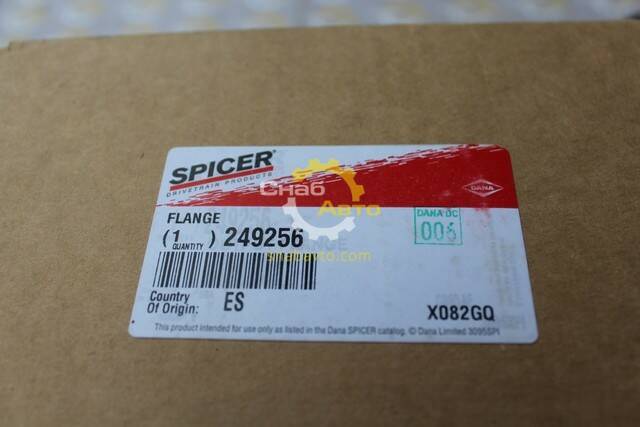 SPICER®
DRIVETRAIN PRODUCTS
DANA
Снаб
Авто
FLANGE
(1 QUANTITY) 249256
DANA DC
006
snabavto.com
Country
Of Origin: ES
X082GQ
This product intended for use only as listed in the Dana SPICER catalog. © Dana Limited 3095SPI